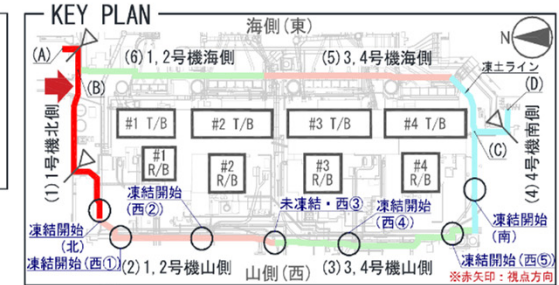 KEY PLAN
海側(東)
N
(A)
(6) 1, 2号機海側
(5) 3, 4号機海側
凍土ライン
(B)
(D)
#1 T/B
#2 T/B
#3 T/B
#4 T/B
(C)
(1) 1号機北側
(4) 4号機南側
#1
R/B
#2
R/B
#3
R/B
#4
R/B
凍結開始
(西②)
未凍結・西③
凍結開始
(西④)
凍結開始
(南)
凍結開始
(北)
凍結開始(西①)
(2) 1, 2号機山側
山側(西)
(3) 3, 4号機山側
凍結開始(西⑤)
※赤矢印：視点方向